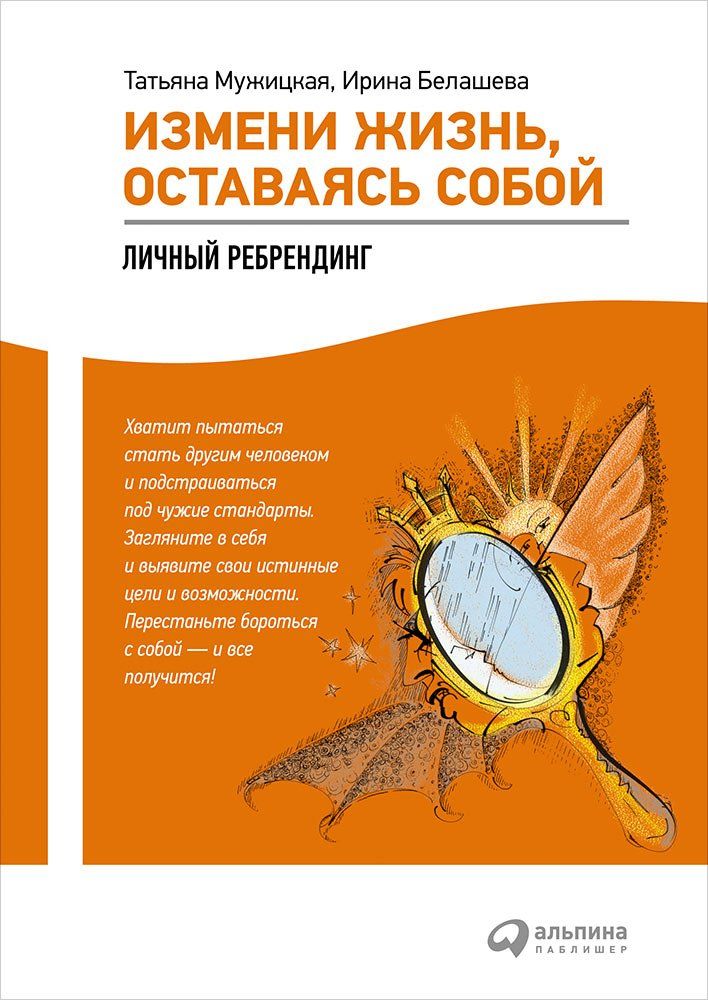 Татьяна Мужицкая, Ирина Белашева
ИЗМЕНИ ЖИЗНЬ,
ОСТАВАЯСЬ СОБОЙ
ЛИЧНЫЙ РЕБРЕНДИНГ
Хватит пытаться
стать другим человеком
и подстраиваться
под чужие стандарты.
Загляните в себя
и выявите свои истинные
цели и возможности.
Перестаньте бороться
с собой — и все
получится!
альпина
ПАБЛИШЕР